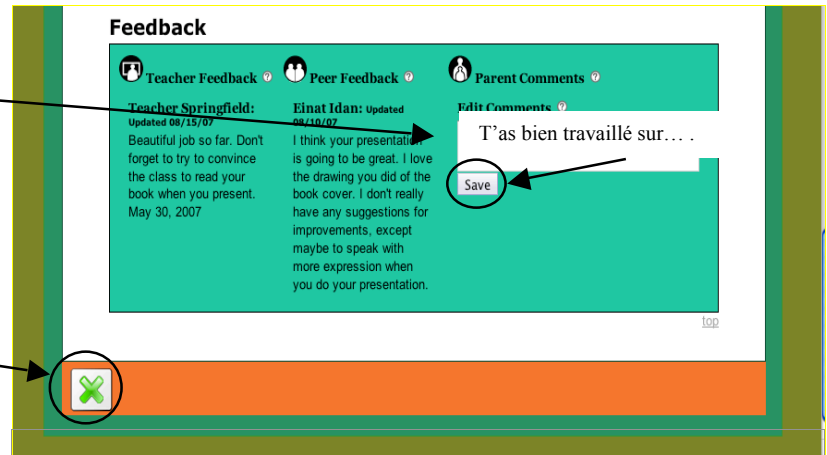 Feedback
Teacher Feedback ?
Teacher Springfield:
Updated 08/15/07
Beautiful job so far. Don't
forget to try to convince
the class to read your
book when you present.
May 30, 2007
Peer Feedback ?
Einat Idan: Updated
08/10/07
I think your presentation
is going to be great. I love
the drawing you did of the
book cover. I don't really
have any suggestions for
improvements, except
maybe to speak with
more expression when
you do your presentation.
Parent Comments ?
Edit Comments ?
T'as bien travaillé sur… .
Save
top